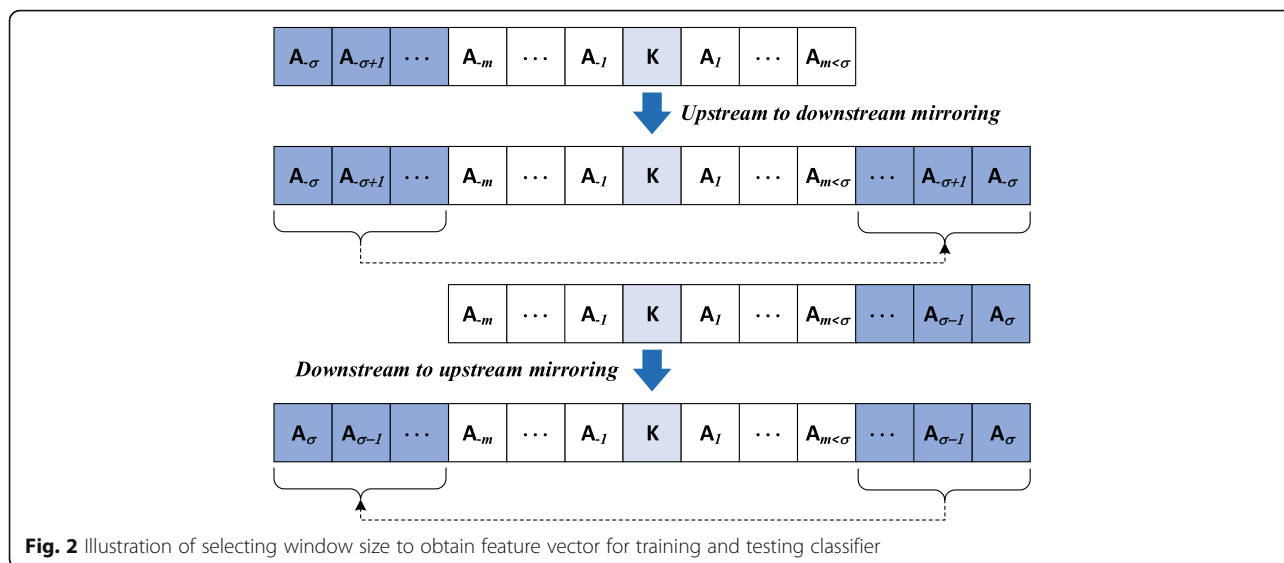 A-σ A-σ+1 ··· A-m ··· A-1 K A1 ··· Am<σ
Upstream to downstream mirroring
A-σ A-σ+1 ··· A-m ··· A-1 K A1 ··· Am<σ ··· A-σ+1 A-σ
A-m ··· A-1 K A1 ··· Am<σ ··· Aσ−1 Aσ
Downstream to upstream mirroring
Aσ Aσ−1 ··· A-m ··· A-1 K A1 ··· Am<σ ··· Aσ−1 Aσ
Fig. 2 Illustration of selecting window size to obtain feature vector for training and testing classifier